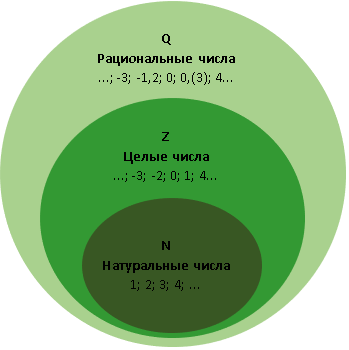 Q
Рациональные числа
...; -3; -1,2; 0; 0,(3); 4...
Z
Целые числа
...; -3; -2; 0; 1; 4...
N
Натуральные числа
1; 2; 3; 4; ...